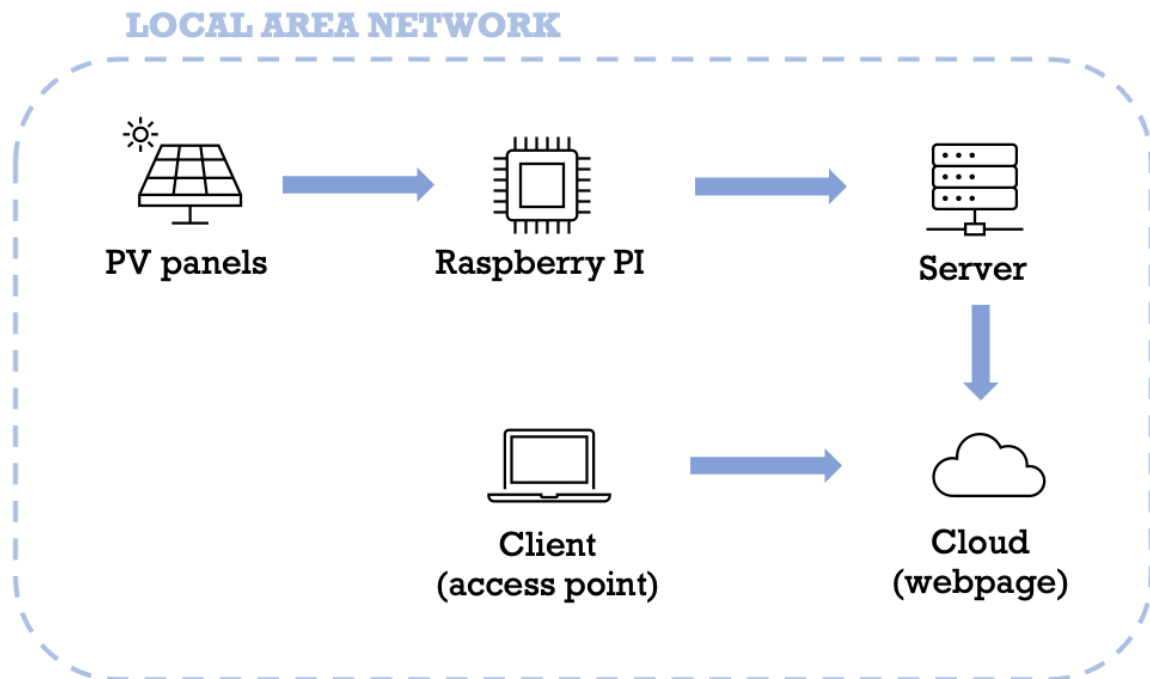 LOCAL AREA NETWORK
PV panels
Raspberry PI
Server
Client
(access point)
Cloud
(webpage)